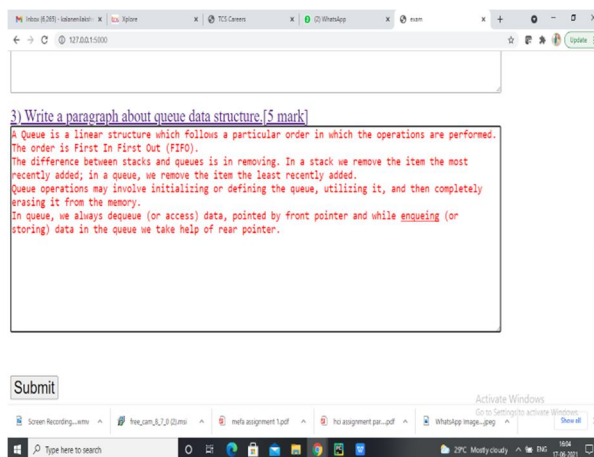 Inbox (6,265) - kolanenilaksh
Xplore
TCS Careers
(2) WhatsApp
exam
127.0.0.1:5000
Update
3) Write a paragraph about queue data structure.[5 mark]
A Queue is a linear structure which follows a particular order in which the operations are performed.
The order is First In First Out (FIFO).
The difference between stacks and queues is in removing. In a stack we remove the item the most
recently added; in a queue, we remove the item the least recently added.
Queue operations may involve initializing or defining the queue, utilizing it, and then completely
erasing it from the memory.
In queue, we always dequeue (or access) data, pointed by front pointer and while enqueing (or
storing) data in the queue we take help of rear pointer.
Submit
Activate Windows
Go to Settings to activate Windows.
Screen Recording....wmv
free_cam_8_7_0 (2).msi
mefa assignment 1.pdf
hci assignment par...pdf
WhatsApp Image....jpeg
Show all
Type here to search
29°C Mostly cloudy
ENG
16:04
17-06-2021